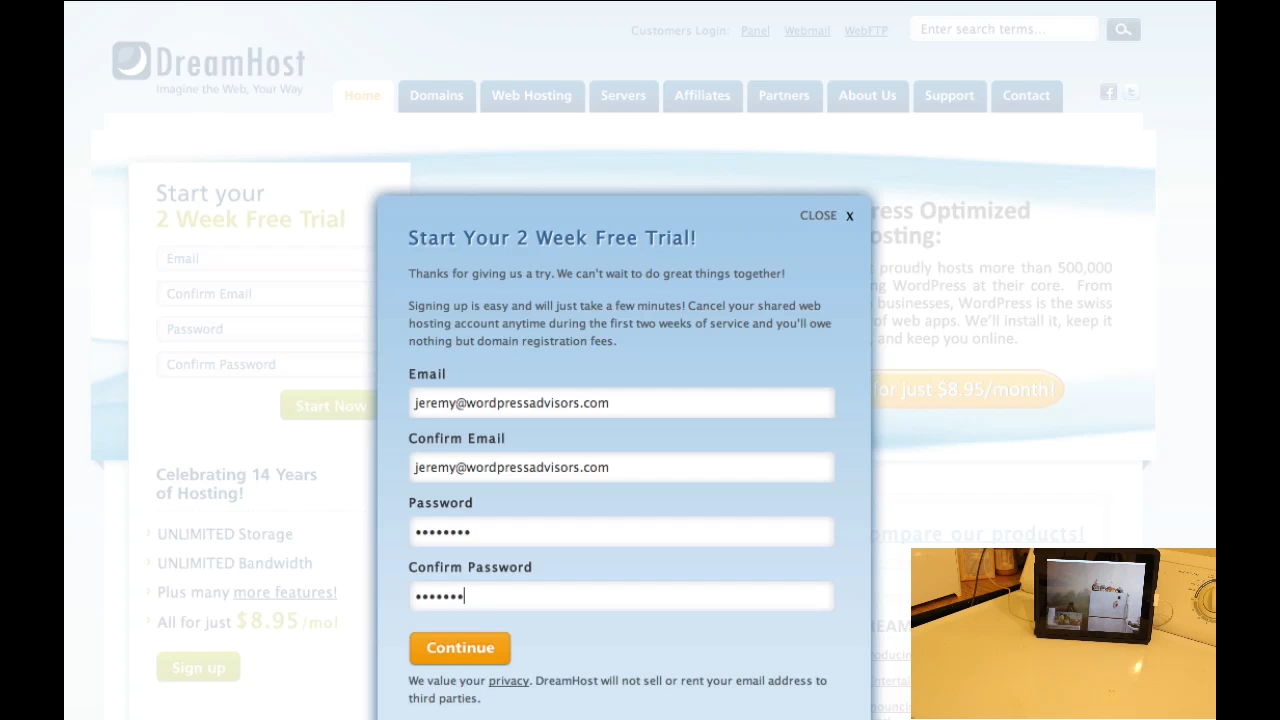 Customers Login: Panel Webmail WebFTP Enter search terms...
DreamHost
Imagine the Web, Your Way
Home Domains Web Hosting Servers Affiliates Partners About Us Support Contact
Start your
2 Week Free Trial
Email
Confirm Email
Password
Confirm Password
Start Now
Celebrating 14 Years
of Hosting!
UNLIMITED Storage
UNLIMITED Bandwidth
Plus many more features!
All for just $8.95/mo!
Sign up
CLOSE X
Start Your 2 Week Free Trial!
Thanks for giving us a try. We can't wait to do great things together!
Signing up is easy and will just take a few minutes! Cancel your shared web
hosting account anytime during the first two weeks of service and you'll owe
nothing but domain registration fees.
Email
jeremy@wordpressadvisors.com
Confirm Email
jeremy@wordpressadvisors.com
Password
••••••••
Confirm Password
•••••••
Continue
We value your privacy. DreamHost will not sell or rent your email address to
third parties.
ress Optimized
osting:
proudly hosts more than 500,000
ng WordPress at their core. From
businesses, WordPress is the swiss
of web apps. We'll install it, keep it
and keep you online.
for just $8.95/month!
ompare our products!